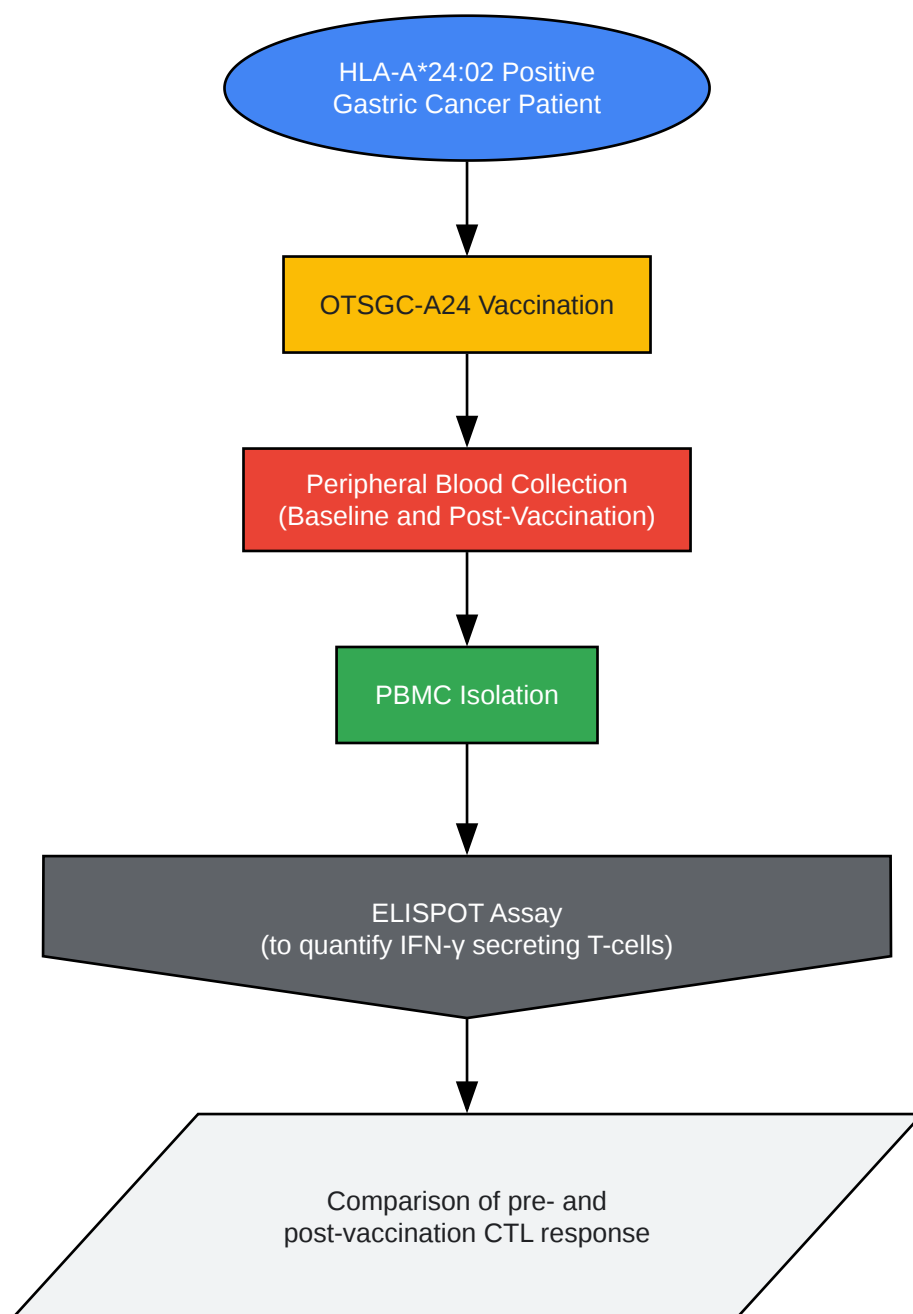 HLA-A*24:02 Positive
Gastric Cancer Patient
OTSGC-A24 Vaccination
Peripheral Blood Collection
(Baseline and Post-Vaccination)
PBMC Isolation
ELISPOT Assay
(to quantify IFN-γ secreting T-cells)
Comparison of pre- and
post-vaccination CTL response